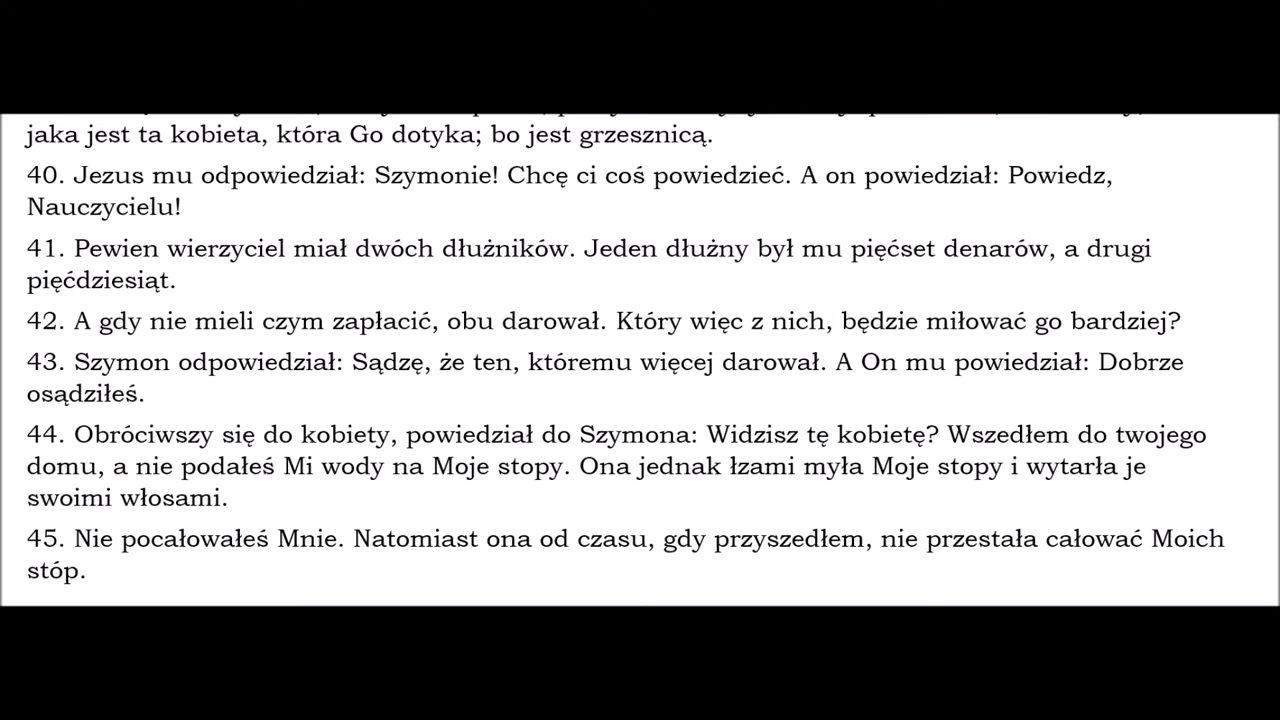 jaka jest ta kobieta, która Go dotyka; bo jest grzesznicą.
40. Jezus mu odpowiedział: Szymonie! Chcę ci coś powiedzieć. A on powiedział: Powiedz,
Nauczycielu!
41. Pewien wierzyciel miał dwóch dłużników. Jeden dłużny był mu pięćset denarów, a drugi
pięćdziesiąt.
42. A gdy nie mieli czym zapłacić, obu darował. Który więc z nich, będzie miłować go bardziej?
43. Szymon odpowiedział: Sądzę, że ten, któremu więcej darował. A On mu powiedział: Dobrze
osądziłeś.
44. Obróciwszy się do kobiety, powiedział do Szymona: Widzisz tę kobietę? Wszedłem do twojego
domu, a nie podałeś Mi wody na Moje stopy. Ona jednak łzami myła Moje stopy i wytarła je
swoimi włosami.
45. Nie pocałowałeś Mnie. Natomiast ona od czasu, gdy przyszedłem, nie przestała całować Moich
stóp.